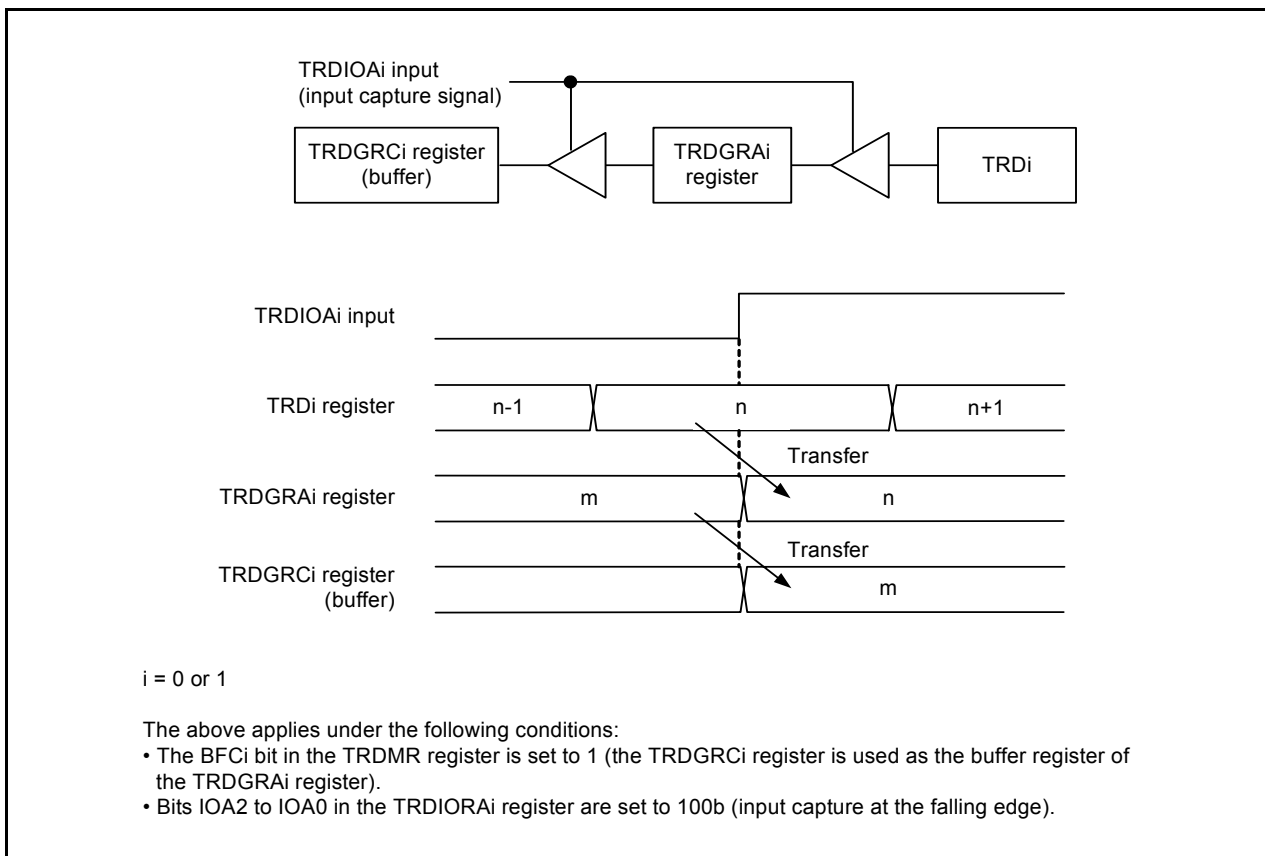 TRDIOAi input
(input capture signal)
TRDGRCi register
(buffer)
TRDGRAi
register
TRDi
TRDIOAi input
TRDi register
n-1
n
n+1
Transfer
TRDGRAi register
m
n
Transfer
TRDGRCi register
(buffer)
m
i = 0 or 1
The above applies under the following conditions:
• The BFCi bit in the TRDMR register is set to 1 (the TRDGRCi register is used as the buffer register of
the TRDGRAi register).
• Bits IOA2 to IOA0 in the TRDIORAi register are set to 100b (input capture at the falling edge).